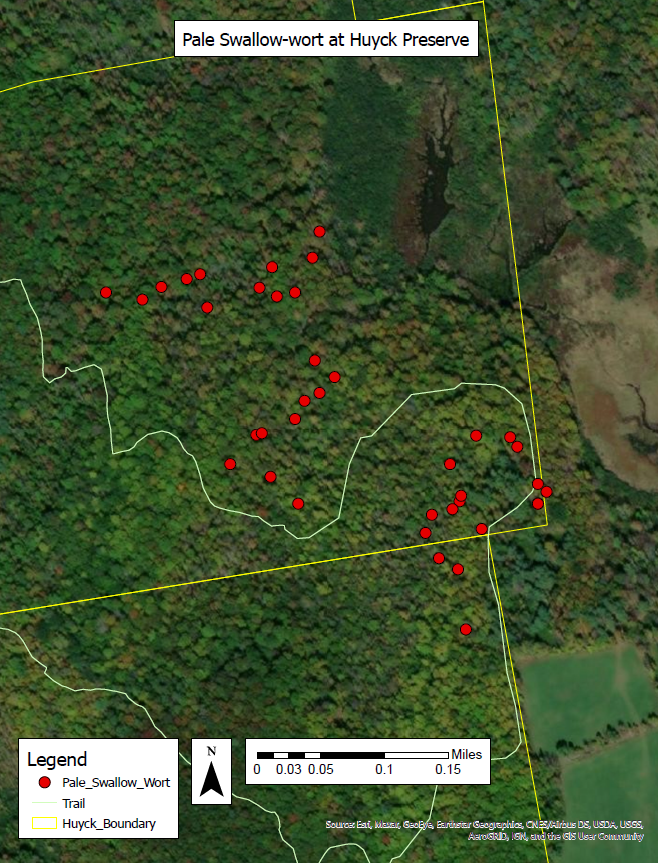 Pale Swallow-wort at Huyck Preserve
Legend
Pale_Swallow_Wort
Trail
Huyck_Boundary
N
Miles
0 0.03 0.05 0.1 0.15
Source: Esri, Maxar, GeoEye, Earthstar Geographics, CNES/Airbus DS, USDA, USGS,
AeroGRID, IGN, and the GIS User Community